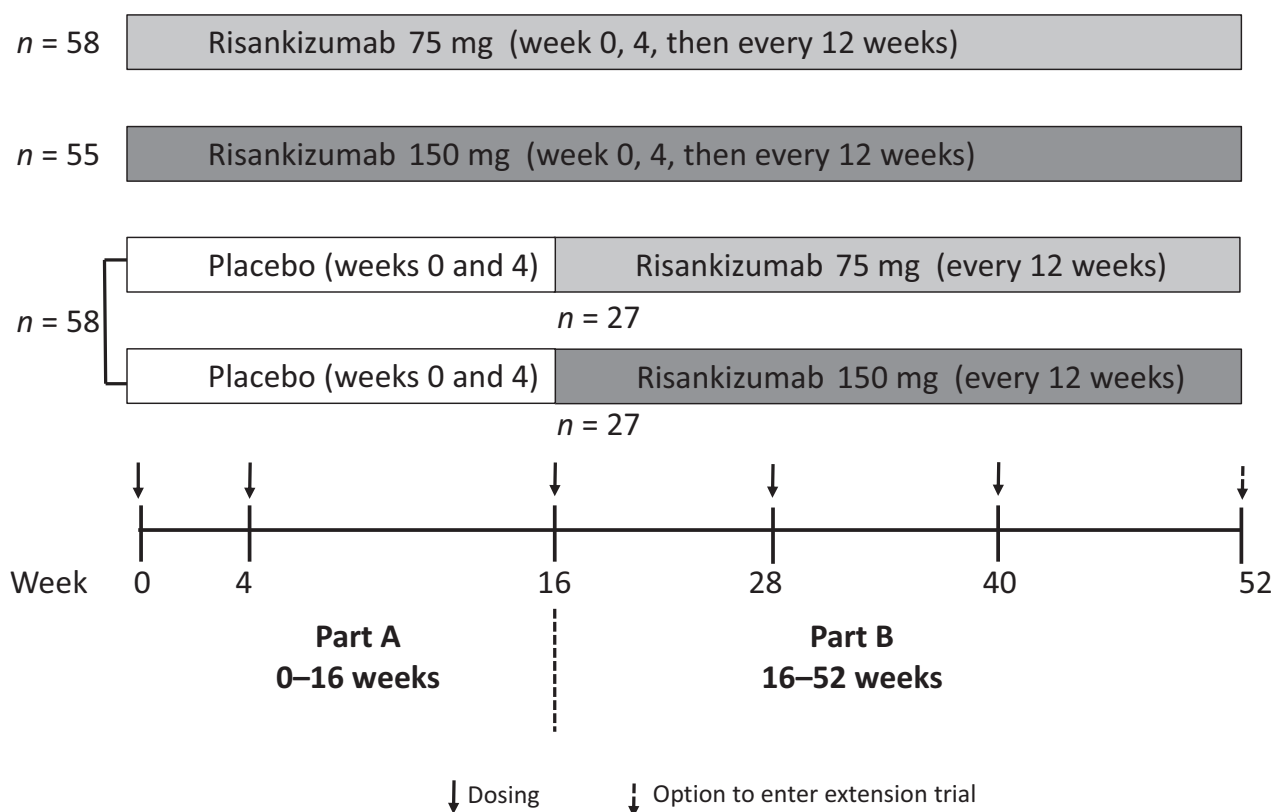 n = 58 Risankizumab 75 mg (week 0, 4, then every 12 weeks)
n = 55 Risankizumab 150 mg (week 0, 4, then every 12 weeks)
Placebo (weeks 0 and 4) Risankizumab 75 mg (every 12 weeks)
n = 58
n = 27
Placebo (weeks 0 and 4) Risankizumab 150 mg (every 12 weeks)
n = 27
Week 0 4 16 28 40 52
Part A Part B
0–16 weeks 16–52 weeks
Dosing Option to enter extension trial